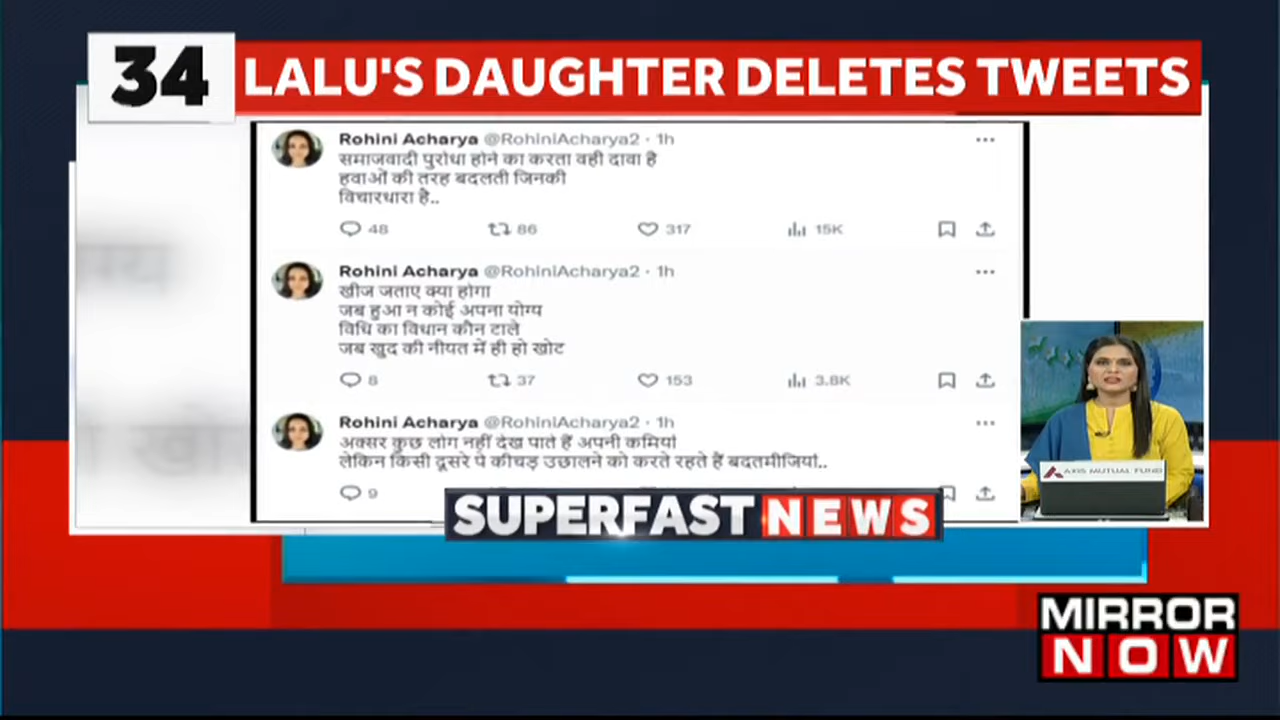 34 LALU'S DAUGHTER DELETES TWEETS
Rohini Acharya @RohiniAcharya2 · 1h
समाजवादी पुरोधा होने का करता वही दावा है
हवाओं की तरह बदलती जिनकी
विचारधारा है..
48 86 317 15K
Rohini Acharya @RohiniAcharya2 · 1h
खीज जताए क्या होगा
जब हुआ न कोई अपना योग्य
विधि का विधान कौन टाले
जब खुद की नीयत में ही हो खोट
8 37 153 3.8K
Rohini Acharya @RohiniAcharya2 · 1h
अक्सर कुछ लोग नहीं देख पाते हैं अपनी कमियां
लेकिन किसी दूसरे पे कीचड़ उछालने को करते रहते हैं बदतमीजियां..
9
AXIS MUTUAL FUND
SUPERFAST NEWS
MIRROR
NOW